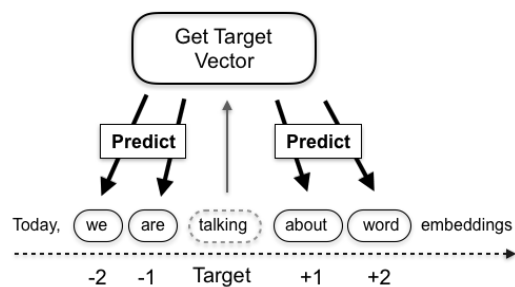 Get Target
Vector
Predict Predict
Today, we are talking about word embeddings
-2 -1 Target +1 +2